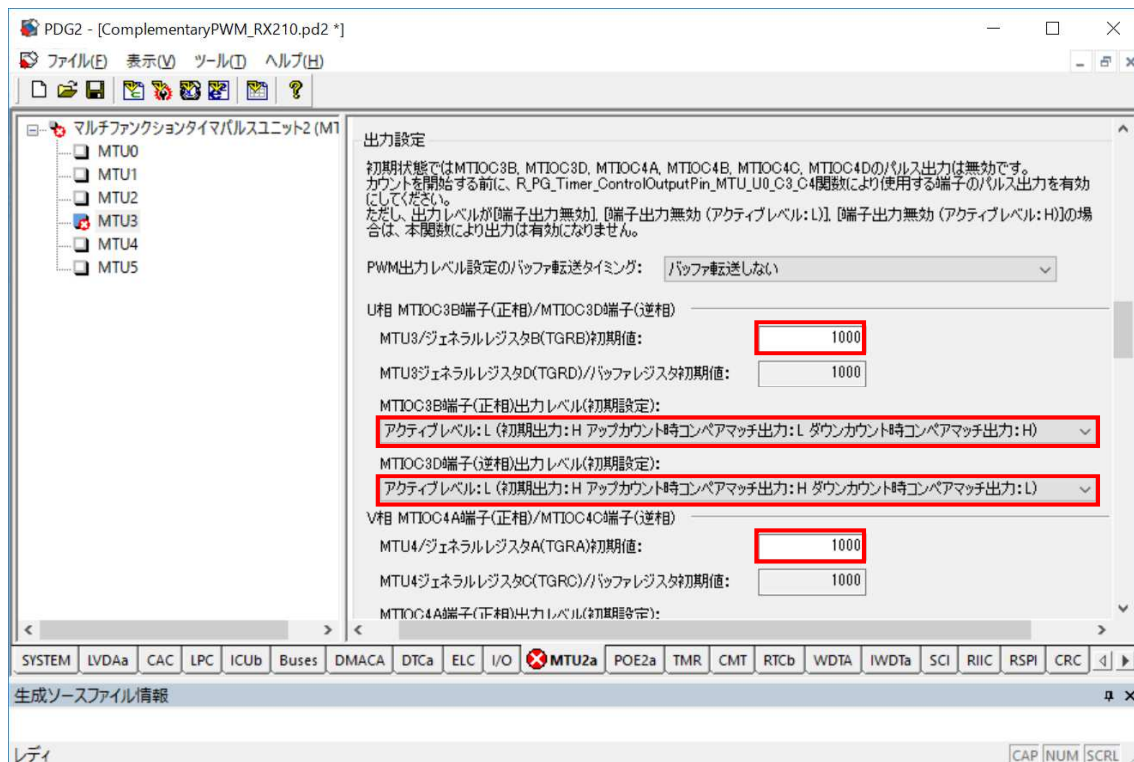 PDG2 - [ComplementaryPWM_RX210.pd2 *]
ファイル(F) 表示(V) ツール(T) ヘルプ(H)
マルチファンクションタイマパルスユニット2 (MT
MTU0
MTU1
MTU2
MTU3
MTU4
MTU5
出力設定
初期状態ではMTIOC3B, MTIOC3D, MTIOC4A, MTIOC4B, MTIOC4C, MTIOC4Dのパルス出力は無効です。
カウントを開始する前に、R_PG_Timer_ControlOutputPin_MTU_U0_C3_C4関数により使用する端子のパルス出力を有効
にしてください。
ただし、出力レベルが[端子出力無効], [端子出力無効 (アクティブレベル:L)], [端子出力無効 (アクティブレベル:H)]の場
合は、本関数により出力は有効になりません。
PWM出力レベル設定のバッファ転送タイミング: バッファ転送しない
U相 MTIOC3B端子(正相)/MTIOC3D端子(逆相)
MTU3/ジェネラルレジスタB(TGRB)初期値: 1000
MTU3ジェネラルレジスタD(TGRD)/バッファレジスタ初期値: 1000
MTIOC3B端子(正相)出力レベル(初期設定):
アクティブレベル:L (初期出力:H アップカウント時コンペアマッチ出力:L ダウンカウント時コンペアマッチ出力:H)
MTIOC3D端子(逆相)出力レベル(初期設定):
アクティブレベル:L (初期出力:H アップカウント時コンペアマッチ出力:H ダウンカウント時コンペアマッチ出力:L)
V相 MTIOC4A端子(正相)/MTIOC4C端子(逆相)
MTU4/ジェネラルレジスタA(TGRA)初期値: 1000
MTU4ジェネラルレジスタC(TGRC)/バッファレジスタ初期値: 1000
MTIOC4A端子(正相)出力レベル(初期設定):
SYSTEM LVDAa CAC LPC ICUb Buses DMACA DTCa ELC I/O MTU2a POE2a TMR CMT RTCb WDTA IWDTa SCI RIIC RSPI CRC
生成ソースファイル情報
レディ CAP NUM SCRL